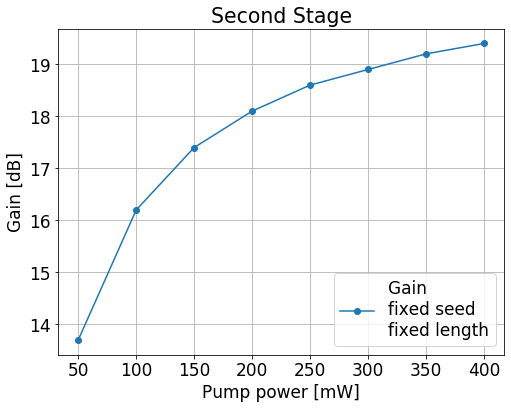 Second Stage
Gain [dB]
19
18
17
16
15
14
Gain
fixed seed
fixed length
50 100 150 200 250 300 350 400
Pump power [mW]